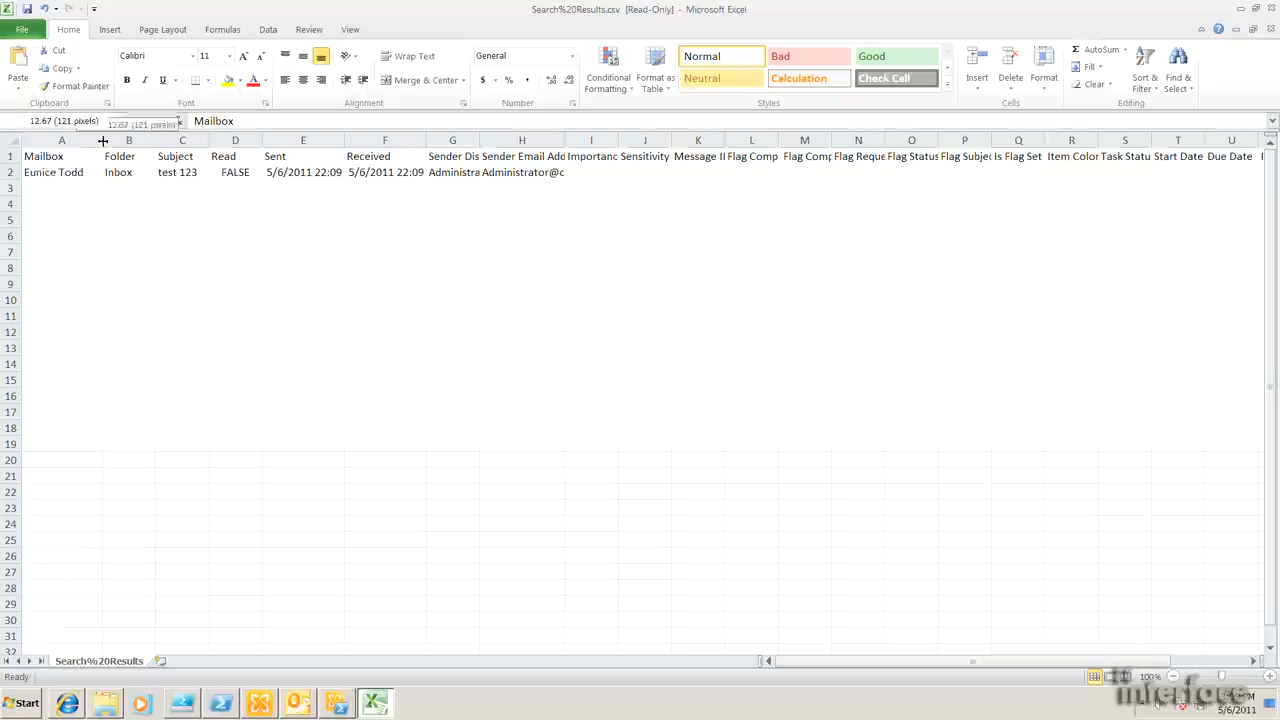 Search%20Results.csv [Read-Only] - Microsoft Excel
File Home Insert Page Layout Formulas Data Review View
Cut Calibri 11 Wrap Text General Normal Bad Good AutoSum
Copy Fill
Paste Format Painter B I U Merge & Center $ % , Conditional Formatting Format as Table Neutral Calculation Check Cell Insert Delete Format Clear Sort & Filter Find & Select
Clipboard Font Alignment Number Styles Cells Editing
12.67 (121 pixels) Mailbox
12.67 (121 pixels)
A B C D E F G H I J K L M N O P Q R S T U
1 Mailbox Folder Subject Read Sent Received Sender Dis Sender Email Add Importanc Sensitivity Message I Flag Comp Flag Comp Flag Reque Flag Status Flag Subjec Is Flag Set Item Color Task Statu Start Date Due Date
2 Eunice Todd Inbox test 123 FALSE 5/6/2011 22:09 5/6/2011 22:09 Administra Administrator@c
3
4
5
6
7
8
9
10
11
12
13
14
15
16
17
18
19
20
21
22
23
24
25
26
27
28
29
30
31
32
Search%20Results
Ready 100%
interface
Start PM
5/6/2011